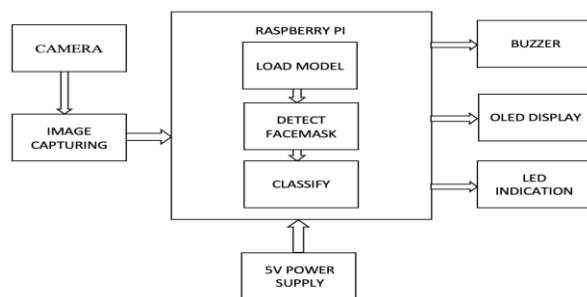 CAMERA
IMAGE
CAPTURING
RASPBERRY PI
LOAD MODEL
DETECT
FACEMASK
CLASSIFY
5V POWER
SUPPLY
BUZZER
OLED DISPLAY
LED
INDICATION